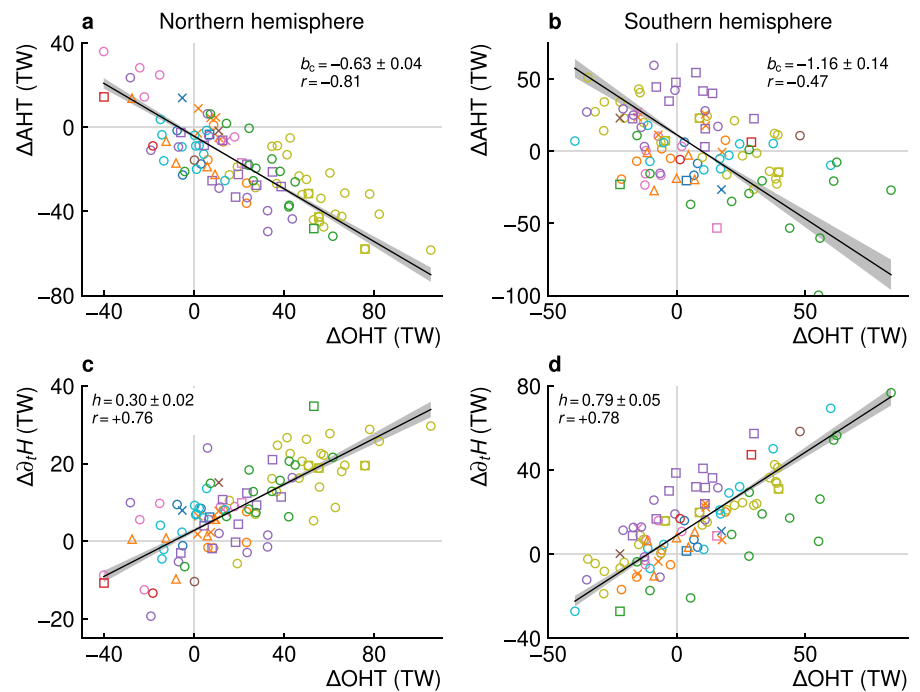 a Northern hemisphere
b Southern hemisphere
ΔAHT (TW)
40
0
−40
−80
b_c = −0.63 ± 0.04
r = −0.81
−40 0 40 80
ΔOHT (TW)
ΔAHT (TW)
50
0
−50
−100
b_c = −1.16 ± 0.14
r = −0.47
−50 0 50
ΔOHT (TW)
c
Δ∂ₜH (TW)
40
20
0
−20
h = 0.30 ± 0.02
r = +0.76
−40 0 40 80
ΔOHT (TW)
d
Δ∂ₜH (TW)
80
40
0
−40
h = 0.79 ± 0.05
r = +0.78
−50 0 50
ΔOHT (TW)